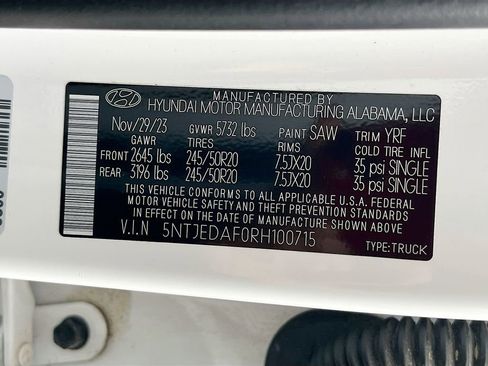 MANUFACTURED BY
HYUNDAI MOTOR MANUFACTURING ALABAMA, LLC
Nov/29/23 GVWR 5732 lbs PAINT SAW TRIM YRF
GAWR TIRES RIMS COLD TIRE INFL
FRONT 2645 lbs 245/50R20 7.5JX20 35 psi SINGLE
REAR 3196 lbs 245/50R20 7.5JX20 35 psi SINGLE
THIS VEHICLE CONFORMS TO ALL APPLICABLE U.S.A. FEDERAL
MOTOR VEHICLE SAFETY AND THEFT PREVENTION STANDARDS
IN EFFECT ON THE DATE OF MANUFACTURE SHOWN ABOVE.
V.I.N 5NTJEDAF0RH100715
TYPE:TRUCK